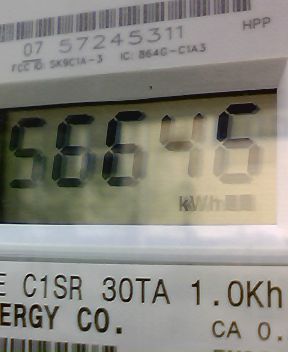 HPP
07 57245311
FCC ID: SK9C1A-3 IC: 864G-C1A3
56646
kWh
E C1SR 30TA 1.0Kh
ERGY CO.
CA 0.